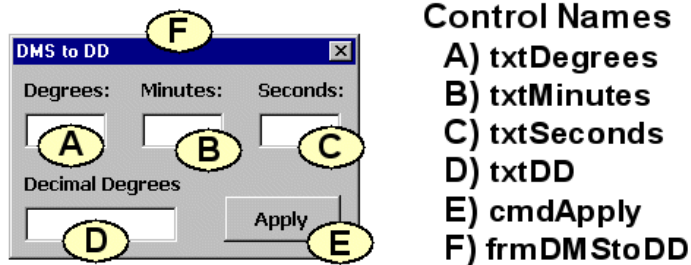 F
DMS to DD
Degrees: Minutes: Seconds:
A B C
Decimal Degrees
D Apply E
Control Names
A) txtDegrees
B) txtMinutes
C) txtSeconds
D) txtDD
E) cmdApply
F) frmDMStoDD